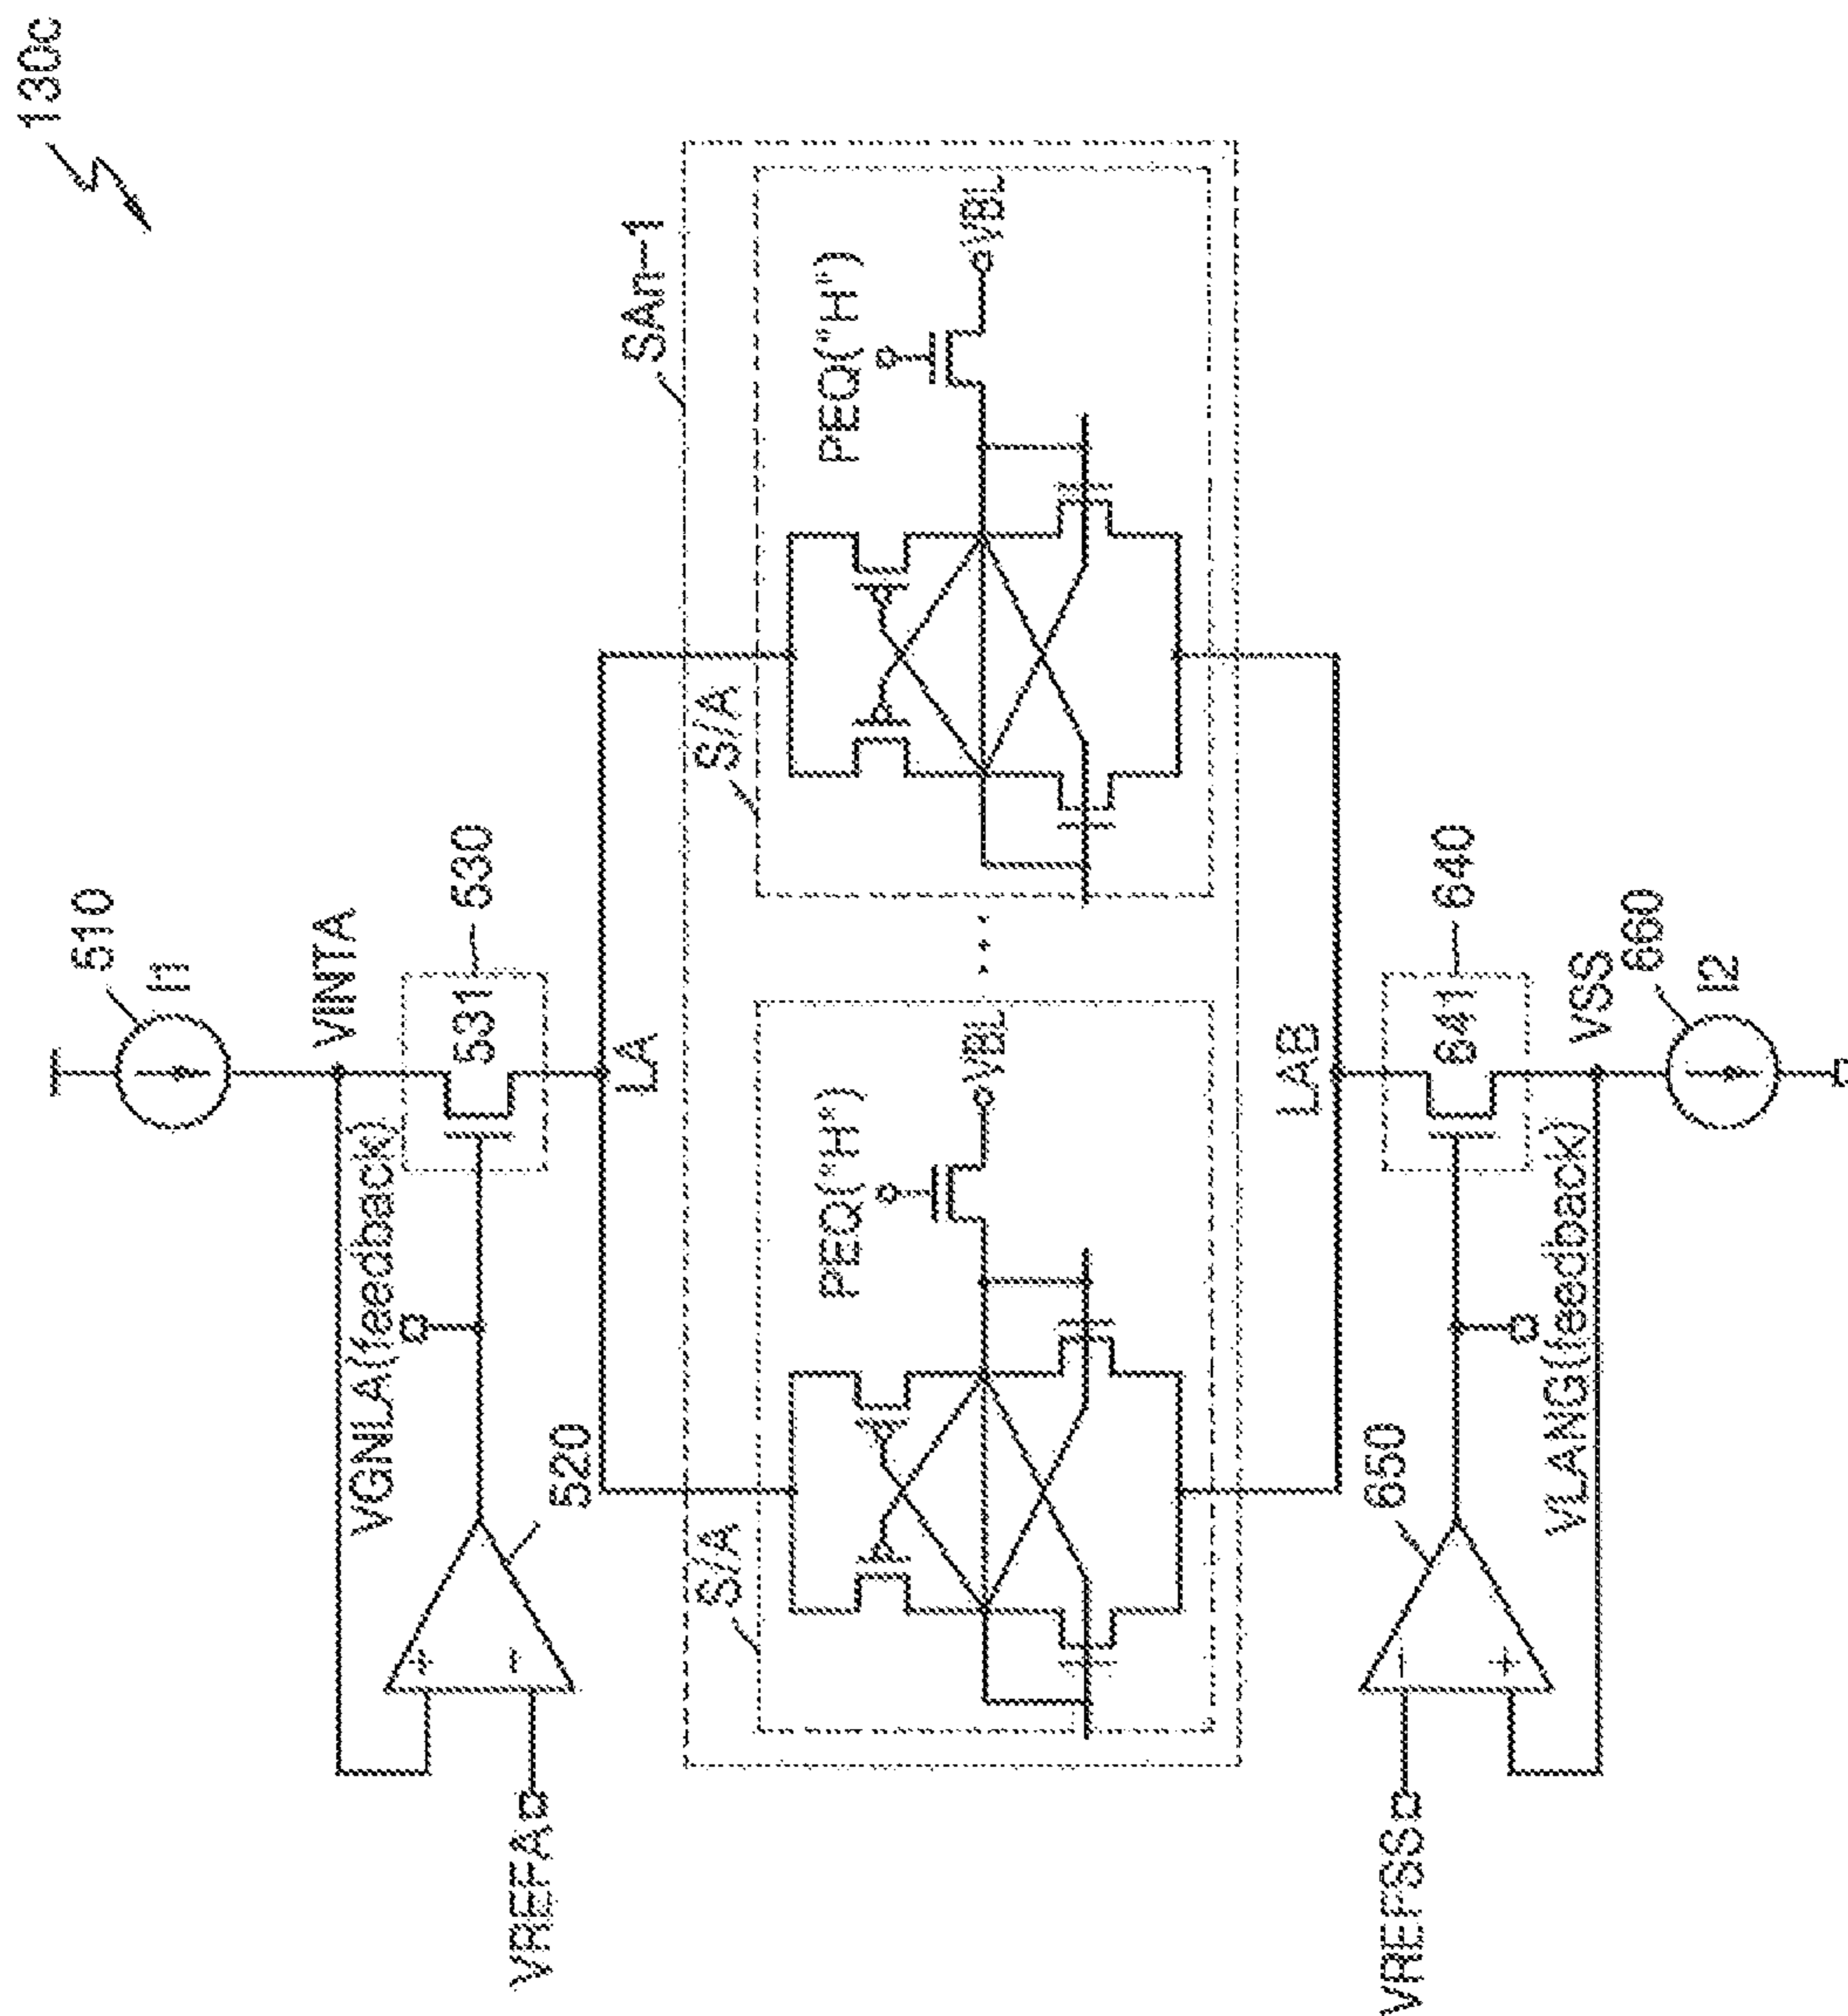 130c
510
I1
VINTA
VGNLA(feedback)
531
530
+
-
520
VREFA
LA
SAn-1
S/A
S/A
PEQ("H")
PEQ("H")
VBL
VBL
...
LAB
650
-
+
VREFSS
641
640
VLANG(feedback)
VSS
660
I2